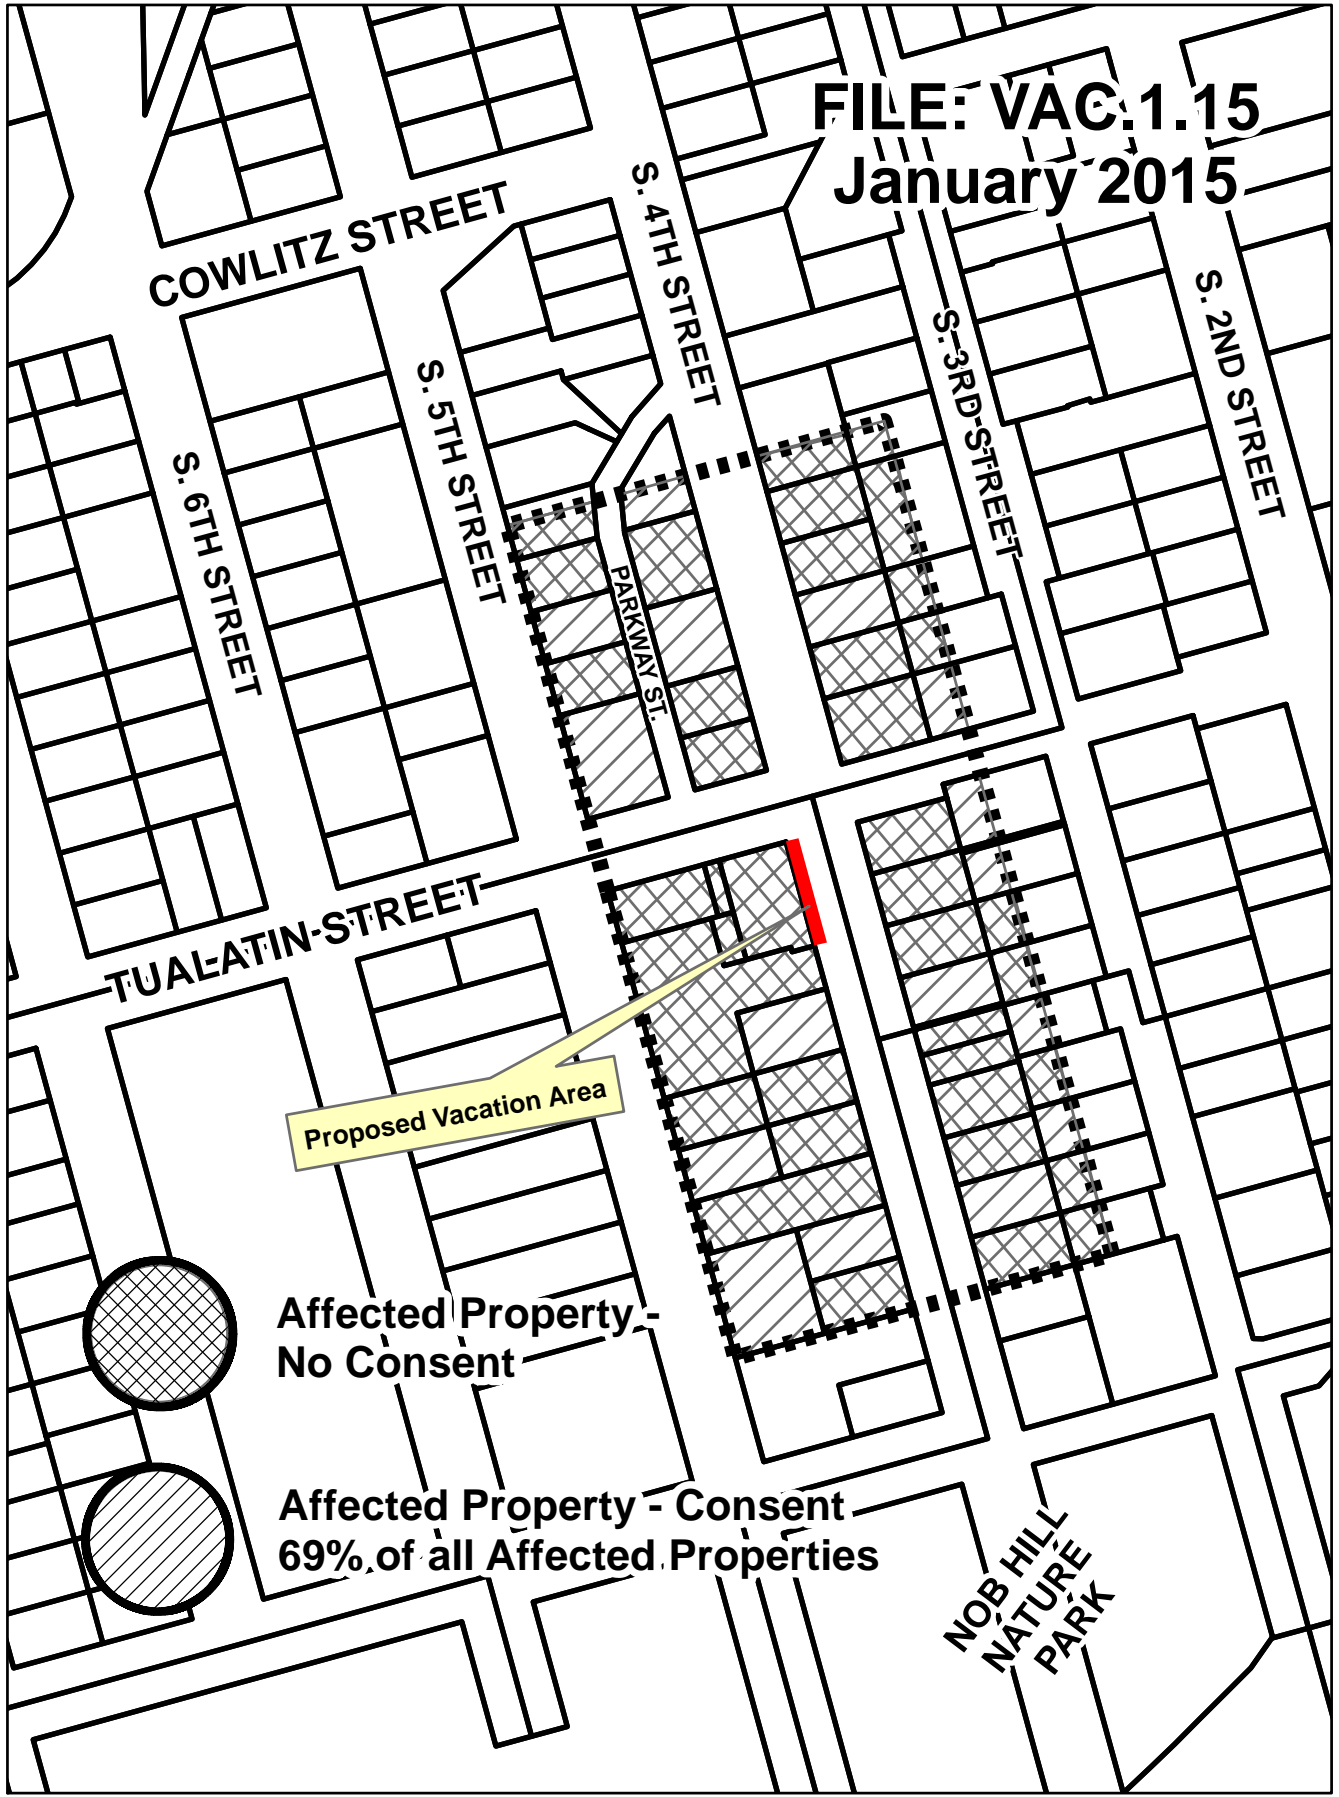 FILE: VAC.1.15
January 2015
COWLITZ STREET
S. 4TH STREET
S. 3RD STREET
S. 2ND STREET
S. 5TH STREET
S. 6TH STREET
PARKWAY ST.
TUALATIN STREET
Proposed Vacation Area
Affected Property -
No Consent
Affected Property - Consent
69% of all Affected Properties
NOB HILL
NATURE
PARK